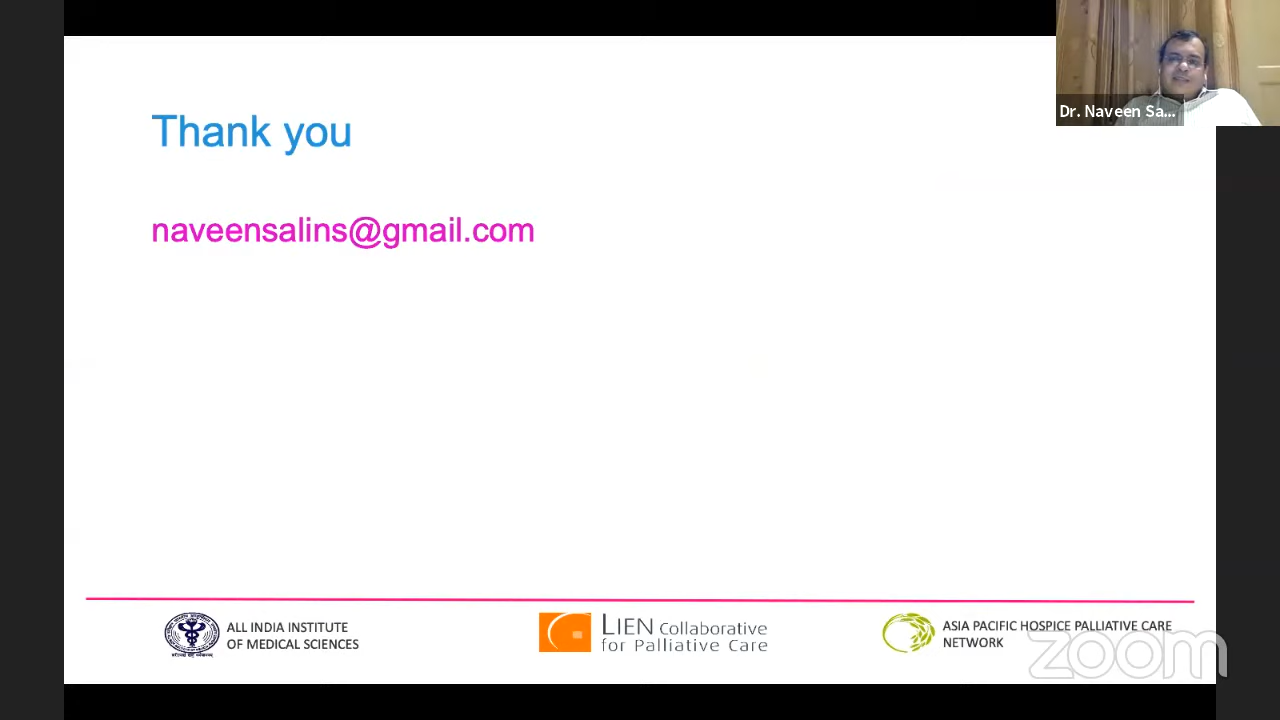 Dr. Naveen Sa...
Thank you
naveensalins@gmail.com
ALL INDIA INSTITUTE
OF MEDICAL SCIENCES
LIEN Collaborative
for Palliative Care
ASIA PACIFIC HOSPICE PALLIATIVE CARE
NETWORK
zoom